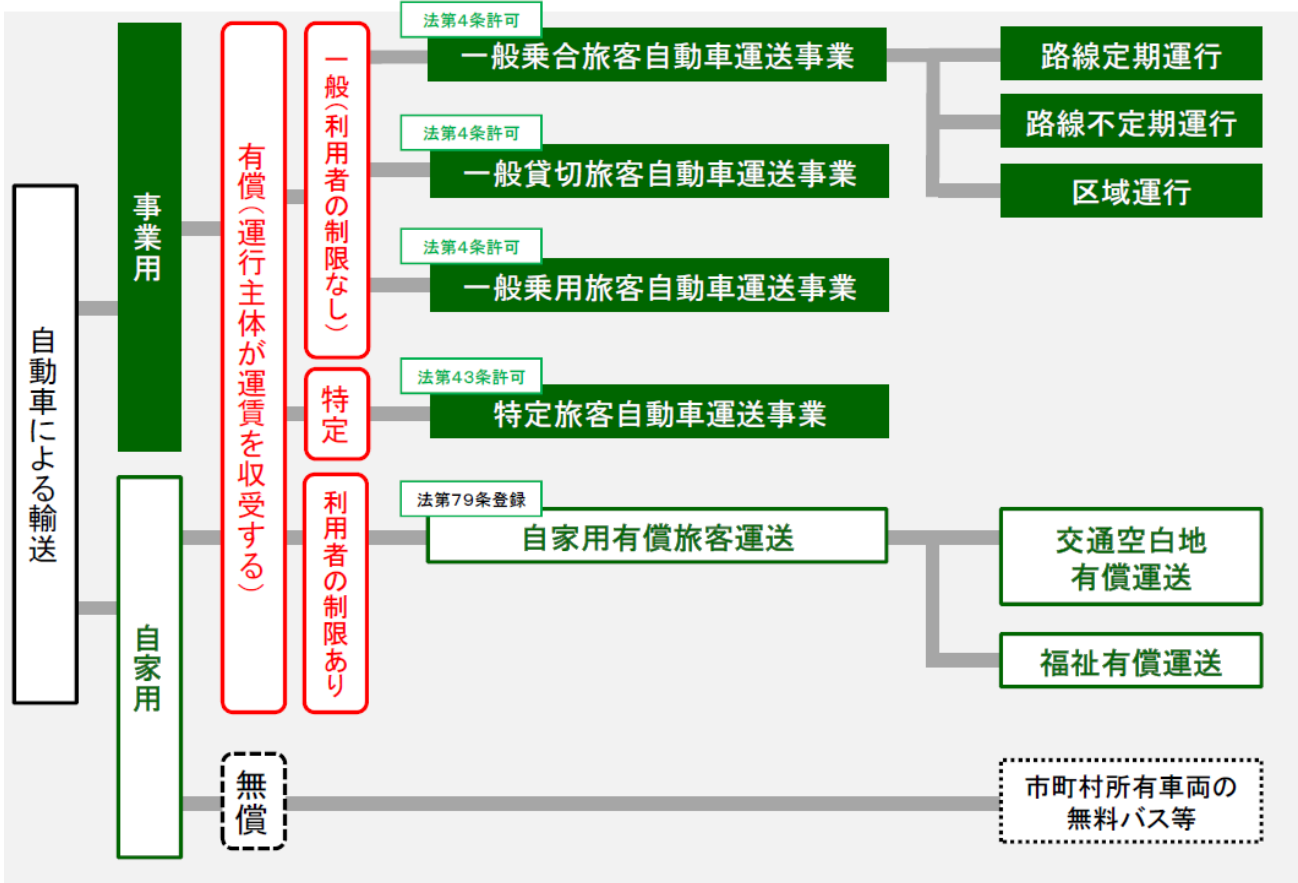 自動車による輸送
事業用
自家用
有償（運行主体が運賃を収受する）
無償
一般（利用者の制限なし）
特定
利用者の制限あり
法第4条許可
一般乗合旅客自動車運送事業
法第4条許可
一般貸切旅客自動車運送事業
法第4条許可
一般乗用旅客自動車運送事業
法第43条許可
特定旅客自動車運送事業
法第79条登録
自家用有償旅客運送
路線定期運行
路線不定期運行
区域運行
交通空白地
有償運送
福祉有償運送
市町村所有車両の
無料バス等